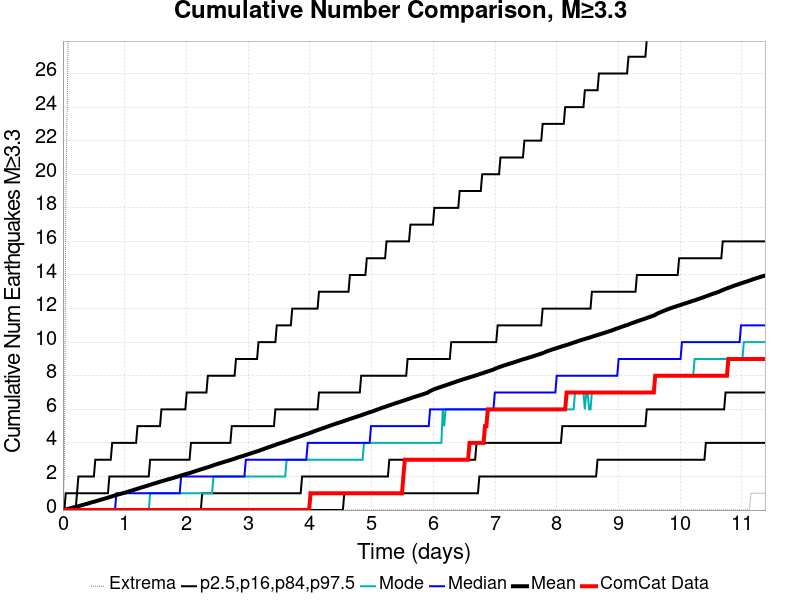 Cumulative Number Comparison, M≥3.3
Cumulative Num Earthquakes M≥3.3
26
24
22
20
18
16
14
12
10
8
6
4
2
0
0 1 2 3 4 5 6 7 8 9 10 11
Time (days)
Extrema p2.5,p16,p84,p97.5 Mode Median Mean ComCat Data